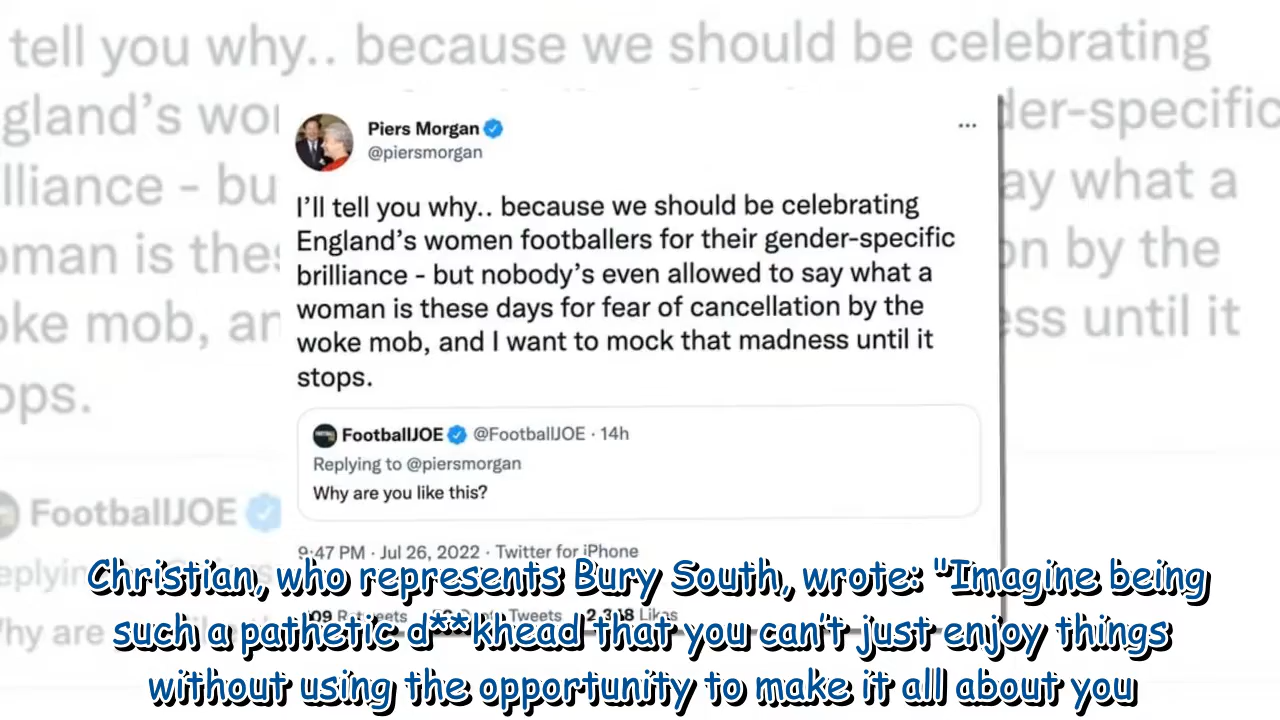 tell you why.. because we should be celebrating
gland's wo
der-specific
lliance - bu
ay what a
oman is thes
on by the
oke mob, an
ess until it
ops.
FootballJOE
Piers Morgan
@piersmorgan
I'll tell you why.. because we should be celebrating
England's women footballers for their gender-specific
brilliance - but nobody's even allowed to say what a
woman is these days for fear of cancellation by the
woke mob, and I want to mock that madness until it
stops.
FootballJOE @FootballJOE · 14h
Replying to @piersmorgan
Why are you like this?
9:47 PM · Jul 26, 2022 · Twitter for iPhone
Tweets Likes
Christian, who represents Bury South, wrote: "Imagine being
such a pathetic d**khead that you can't just enjoy things
without using the opportunity to make it all about you